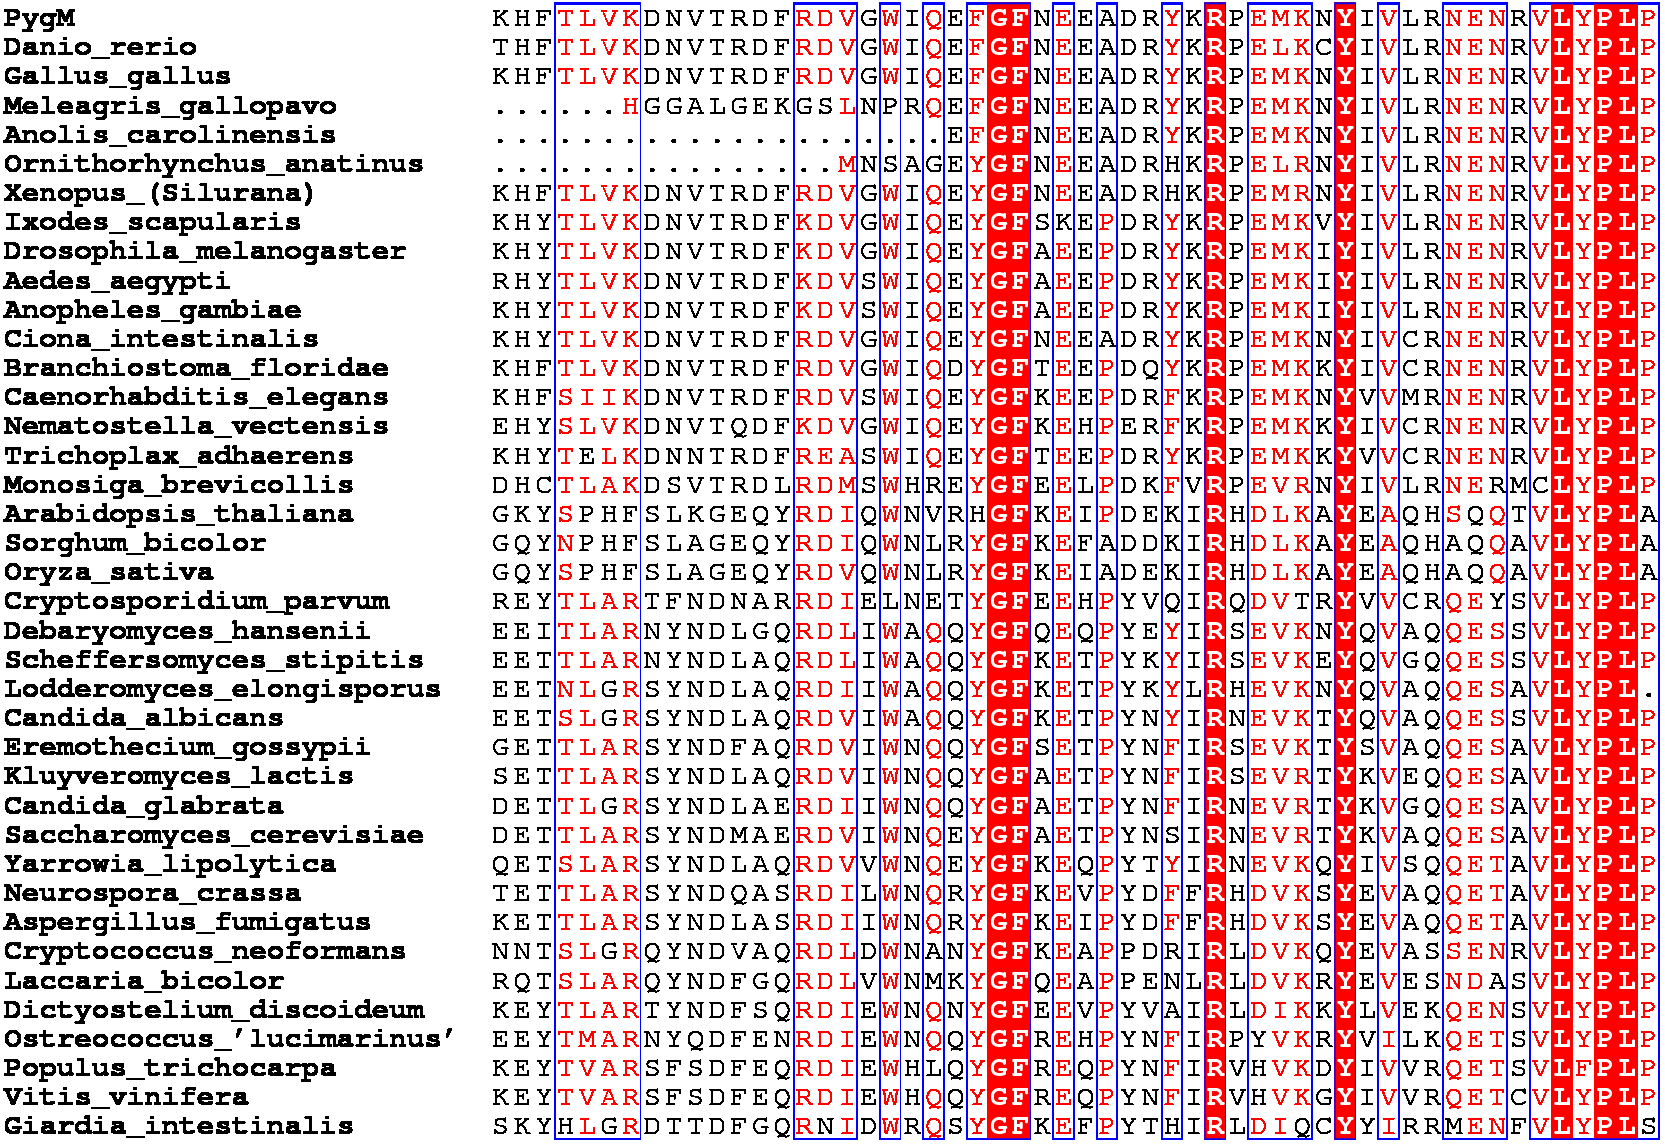 PygM KHFTLVKDNVTRDFRDVGWIQEFGFNEEADRYKRPEMKNYIVLRNENRVLYPLP
Danio_rerio THFTLVKDNVTRDFRDVGWIQEFGFNEEADRYKRPELKCYIVLRNENRVLYPLP
Gallus_gallus KHFTLVKDNVTRDFRDVGWIQEFGFNEEADRYKRPEMKNYIVLRNENRVLYPLP
Meleagris_gallopavo ......HGGALGEKGSLNPRQEFGFNEEADRYKRPEMKNYIVLRNENRVLYPLP
Anolis_carolinensis .....................EFGFNEEADRYKRPEMKNYIVLRNENRVLYPLP
Ornithorhynchus_anatinus ................MNSAGEYGFNEEADRHKRPELRNYIVLRNENRVLYPLP
Xenopus_(Silurana) KHFTLVKDNVTRDFRDVGWIQEYGFNEEADRHKRPEMRNYIVLRNENRVLYPLP
Ixodes_scapularis KHYTLVKDNVTRDFKDVGWIQEYGFSKEPDRYKRPEMKVYIVLRNENRVLYPLP
Drosophila_melanogaster KHYTLVKDNVTRDFKDVGWIQEYGFAEEPDRYKRPEMKIYIVLRNENRVLYPLP
Aedes_aegypti RHYTLVKDNVTRDFKDVSWIQEYGFAEEPDRYKRPEMKIYIVLRNENRVLYPLP
Anopheles_gambiae KHYTLVKDNVTRDFKDVSWIQEYGFAEEPDRYKRPEMKIYIVLRNENRVLYPLP
Ciona_intestinalis KHYTLVKDNVTRDFRDVGWIQEYGFNEEADRYKRPEMKNYIVCRNENRVLYPLP
Branchiostoma_floridae KHFTLVKDNVTRDFRDVGWIQDYGFTEEPDQYKRPEMKKYIVCRNENRVLYPLP
Caenorhabditis_elegans KHFSIIKDNVTRDFRDVSWIQEYGFKEEPDRFKRPEMKNYVVMRNENRVLYPLP
Nematostella_vectensis EHYSLVKDNVTQDFKDVGWIQEYGFKEHPERFKRPEMKNYIVCRNENRVLYPLP
Trichoplax_adhaerens KHYTELKDNNTRDFREASWIQEYGFTEEPDRYKRPEMKKYVVCRNENRVLYPLP
Monosiga_brevicollis DHCTLAKDSVTRDLRDMSWHREYGFEELPDKFVRPEVRNYIVLRNERMCLYPLP
Arabidopsis_thaliana GKYSPHFSLKGEQYRDIQWNVRHGFKEIPDEKIRHDLKAYEAQHSQQTVLYPLA
Sorghum_bicolor GQYNPHFSLAGEQYRDIQWNLRYGFKEFADDKIRHDLKAYEAQHAQQAVLYPLA
Oryza_sativa GQYSPHFSLAGEQYRDVQWNLRYGFKEIADEKIRHDLKAYEAQHAQQAVLYPLA
Cryptosporidium_parvum REYTLARTFNDNARRDIELNETYGFEEHPYVQIRQDVTRYVVCRQEYSVLYPLP
Debaryomyces_hansenii EEITLARNYNDLGQRDLIWAQQYGFQEQPYEYIRSEVKNYQVAQQESSVLYPLP
Scheffersomyces_stipitis EETTLARNYNDLAQRDLIWAQQYGFKETPYKYIRSEVKEYQVGQQESSVLYPLP
Lodderomyces_elongisporus EETNLGRSYNDLAQRDIIWAQQYGFKETPYKYLRHEVKNYQVAQQESAVLYPL.
Candida_albicans EETSLGRSYNDLAQRDVIWAQQYGFKETPYNYIRNEVKTYQVAQQESSVLYPLP
Eremothecium_gossypii GETTLARSYNDFAQRDVIWNQQYGFSETPYNFIRSEVKTYSVAQQESAVLYPLP
Kluyveromyces_lactis SETTLARSYNDLAQRDVIWNQQYGFAETPYNFIRSEVRTYKVEQQESAVLYPLP
Candida_glabrata DETTLGRSYNDLAERDIIWNQQYGFAETPYNFIRNEVRTYKVGQQESAVLYPLP
Saccharomyces_cerevisiae DETTLARSYNDMAERDVIWNQEYGFAETPYNSIRNEVRTYKVAQQESAVLYPLP
Yarrowia_lipolytica QETSLARSYNDLAQRDVVWNQEYGFKEQPYTYIRNEVKQYIVSQQETAVLYPLP
Neurospora_crassa TETTLARSYNDQASRDILWNQRYGFKEVPYDFFRHDVKSYEVAQQETAVLYPLP
Aspergillus_fumigatus KETTLARSYNDLASRDIIWNQRYGFKEIPYDFFRHDVKSYEVAQQETAVLYPLP
Cryptococcus_neoformans NNTSLGRQYNDVAQRDLDWNANYGFKEAPPDRIRLDVKQYEVASSENRVLYPLP
Laccaria_bicolor RQTSLARQYNDFGQRDLVWNMKYGFQEAPPENLRLDVKRYEVESNDASVLYPLP
Dictyostelium_discoideum KEYTLARTYNDFSQRDIEWNQNYGFEEVPYVAIRLDIKKYLVEKQENSVLYPLP
Ostreococcus_’lucimarinus’ EEYTMARNYQDFENRDIEWNQQYGFREHPYNFIRPYVKRYVILKQETSVLYPLP
Populus_trichocarpa KEYTVARSFSDFEQRDIEWHLQYGFREQPYNFIRVHVKDYIVVRQETSVLFPLP
Vitis_vinifera KEYTVARSFSDFEQRDIEWHQQYGFREQPYNFIRVHVKGYIVVRQETCVLYPLP
Giardia_intestinalis SKYHLGRDTTDFGQRNIDWRQSYGFKEFPYTHIRLDIQCYYIRRMENFVLYPLS